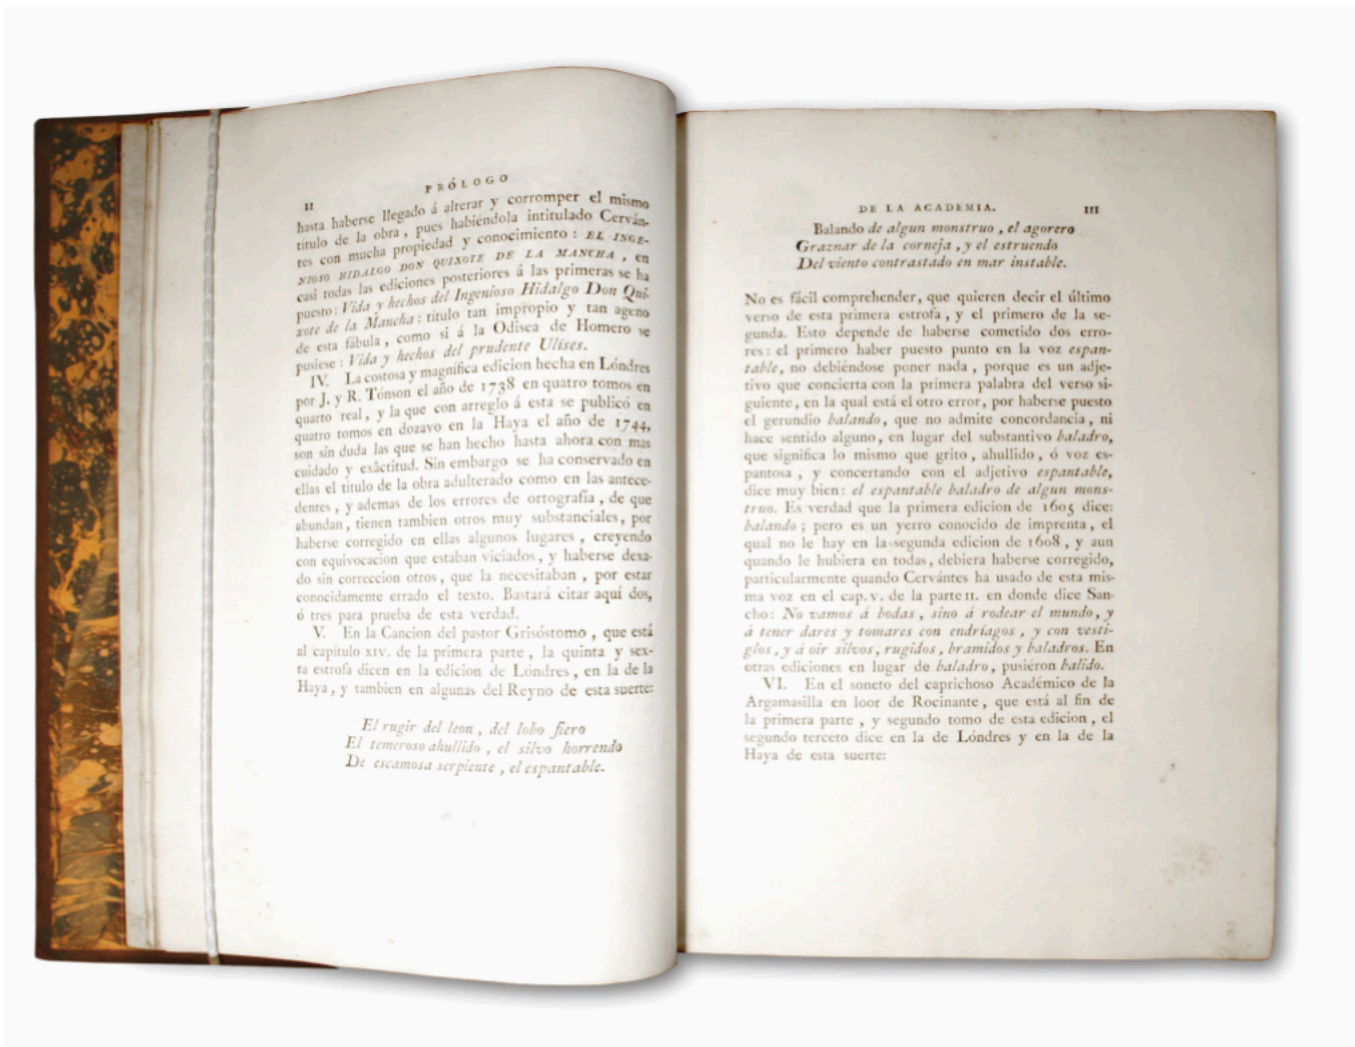 PRÓLOGO
II
hasta haberse llegado á alterar y corromper el mismo
título de la obra, pues habiéndola intitulado Cerván-
tes con mucha propiedad y conocimiento: EL INGE-
NIOSO HIDALGO DON QUIXOTE DE LA MANCHA, en
casi todas las ediciones posteriores á las primeras se ha
puesto: Vida y hechos del Ingenioso Hidalgo Don Qui-
xote de la Mancha: título tan impropio y tan ageno
de esta fábula, como si á la Odisea de Homero se
pusiese: Vida y hechos del prudente Ulises.
IV. La costosa y magnífica edicion hecha en Lóndres
por J. y R. Tónson el año de 1738 en quatro tomos en
quarto real, y la que con arreglo á esta se publicó en
quatro tomos en dozavo en la Haya el año de 1744,
son sin duda las que se han hecho hasta ahora con mas
cuidado y exâctitud. Sin embargo se ha conservado en
ellas el título de la obra adulterado como en las antece-
dentes, y ademas de los errores de ortografía, de que
abundan, tienen tambien otros muy substanciales, por
haberse corregido en ellas algunos lugares, creyendo
con equivocacion que estaban viciados, y haberse dexa-
do sin correccion otros, que la necesitaban, por estar
conocidamente errado el texto. Bastará citar aquí dos,
ó tres para prueba de esta verdad.
V. En la Cancion del pastor Grisóstomo, que está
al capítulo XIV. de la primera parte, la quinta y sex-
ta estrofa dicen en la edicion de Lóndres, en la de la
Haya, y tambien en algunas del Reyno de esta suerte:
El rugir del leon, del lobo fiero
El temeroso ahullido, el silvo horrendo
De escamosa serpiente, el espantable.
DE LA ACADEMIA. III
Balando de algun monstruo, el agorero
Graznar de la corneja, y el estruendo
Del viento contrastado en mar instable.
No es fácil comprehender, que quieren decir el último
verso de esta primera estrofa, y el primero de la se-
gunda. Esto depende de haberse cometido dos erro-
res: el primero haber puesto punto en la voz espan-
table, no debiéndose poner nada, porque es un adje-
tivo que concierta con la primera palabra del verso si-
guiente, en la qual está el otro error, por haberse puesto
el gerundio balando, que no admite concordancia, ni
hace sentido alguno, en lugar del substantivo baladro,
que significa lo mismo que grito, ahullido, ó voz es-
pantosa, y concertando con el adjetivo espantable,
dice muy bien: el espantable baladro de algun mons-
truo. Es verdad que la primera edicion de 1605 dice:
balando; pero es un yerro conocido de imprenta, el
qual no le hay en la segunda edicion de 1608, y aun
quando le hubiera en todas, debiera haberse corregido,
particularmente quando Cervántes ha usado de esta mis-
ma voz en el cap. V. de la parte II. en donde dice San-
cho: No vamos á bodas, sino á rodear el mundo, y
á tener dares y tomares con endríagos, y con vesti-
glos, y á oir silvos, rugidos, bramidos y baladros. En
otras ediciones en lugar de baladro, pusiéron balido.
VI. En el soneto del caprichoso Académico de la
Argamasilla en loor de Rocinante, que está al fin de
la primera parte, y segundo tomo de esta edicion, el
segundo terceto dice en la de Lóndres y en la de la
Haya de esta suerte: